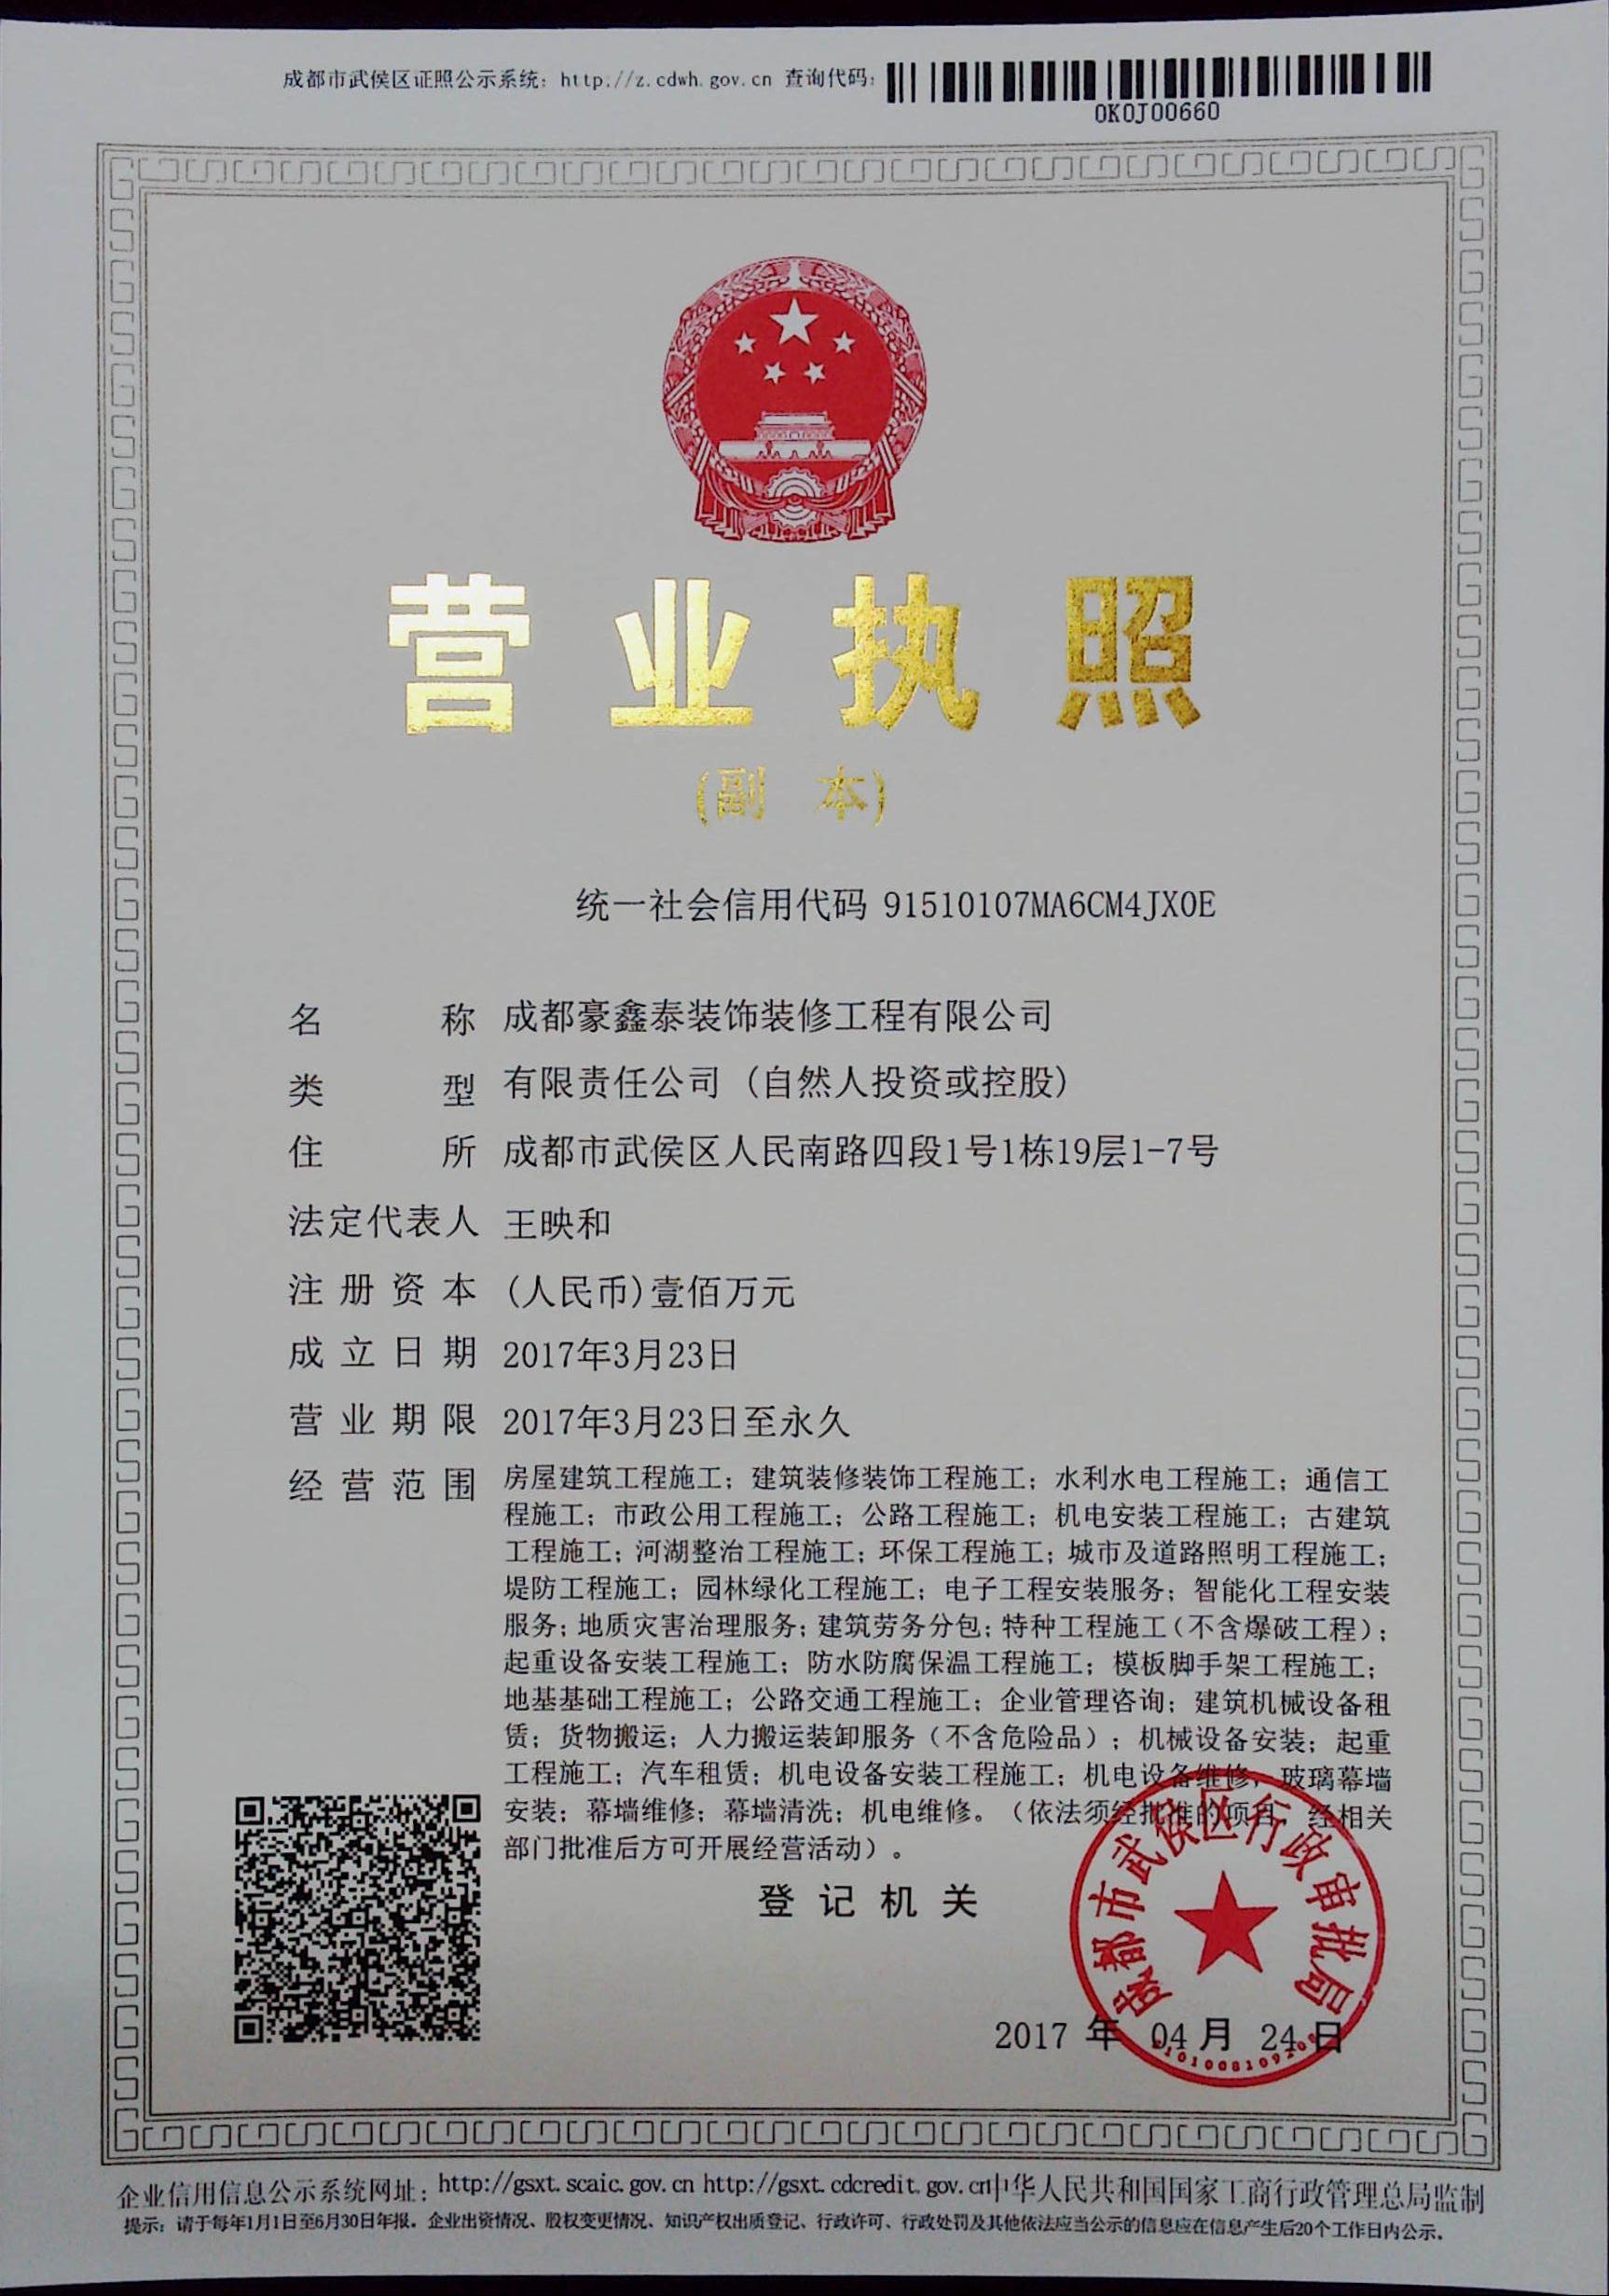 成都市武侯区证照公示系统: http://z.cdwh.gov.cn 查询代码:
0K0J00660
营业执照
(副 本)
统一社会信用代码 91510107MA6CM4JX0E
名 称 成都豪鑫泰装饰装修工程有限公司
类 型 有限责任公司 (自然人投资或控股)
住 所 成都市武侯区人民南路四段1号1栋19层1-7号
法定代表人 王映和
注册资本 (人民币)壹佰万元
成立日期 2017年3月23日
营业期限 2017年3月23日至永久
经营范围 房屋建筑工程施工; 建筑装修装饰工程施工; 水利水电工程施工; 通信工
程施工; 市政公用工程施工; 公路工程施工; 机电安装工程施工; 古建筑
工程施工; 河湖整治工程施工; 环保工程施工; 城市及道路照明工程施工;
堤防工程施工; 园林绿化工程施工; 电子工程安装服务; 智能化工程安装
服务; 地质灾害治理服务; 建筑劳务分包; 特种工程施工(不含爆破工程);
起重设备安装工程施工; 防水防腐保温工程施工; 模板脚手架工程施工;
地基基础工程施工; 公路交通工程施工; 企业管理咨询; 建筑机械设备租
赁; 货物搬运; 人力搬运装卸服务 (不含危险品) ; 机械设备安装; 起重
工程施工; 汽车租赁; 机电设备安装工程施工; 机电设备维修; 玻璃幕墙
安装; 幕墙维修; 幕墙清洗; 机电维修。 (依法须经批准的项目, 经相关
部门批准后方可开展经营活动) 。
登记机关
成都市武侯区行政审批局
2017 年 04 月 24 日
企业信用信息公示系统网址: http://gsxt.scaic.gov.cn http://gsxt.cdcredit.gov.cn中华人民共和国国家工商行政管理总局监制
提示: 请于每年1月1日至6月30日年报。企业出资情况、股权变更情况、知识产权出质登记、行政许可、行政处罚及其他依法应当公示的信息应在信息产生后20个工作日内公示。